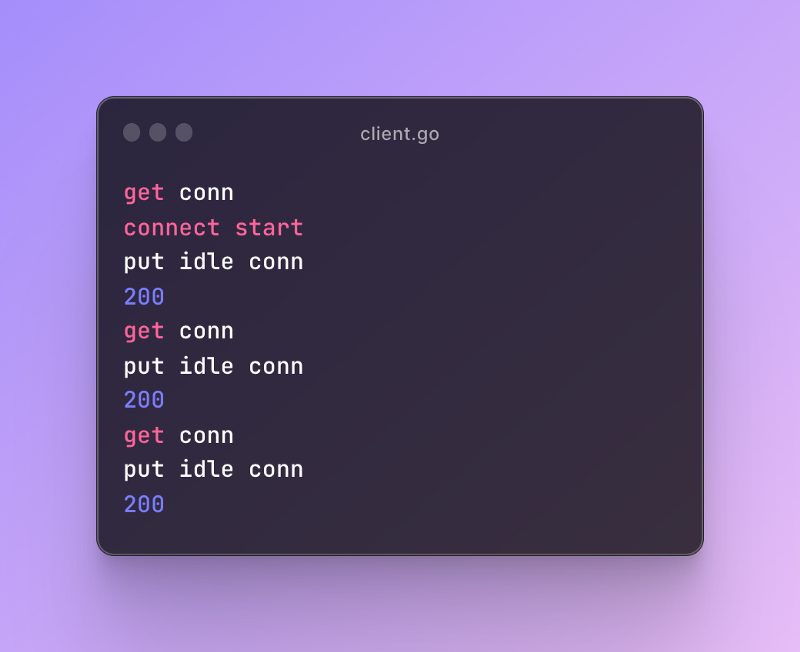 client.go
get conn
connect start
put idle conn
200
get conn
put idle conn
200
get conn
put idle conn
200